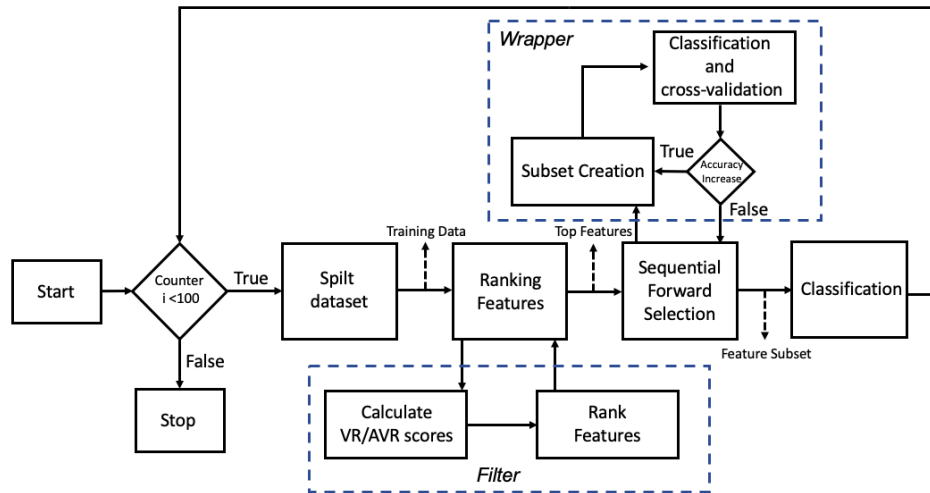 Wrapper
Classification
and
cross-validation
Subset Creation
True
Accuracy
Increase
False
Training Data
Top Features
Start
Counter
i <100
True
Spilt
dataset
Ranking
Features
Sequential
Forward
Selection
Classification
False
Feature Subset
Stop
Calculate
VR/AVR scores
Rank
Features
Filter